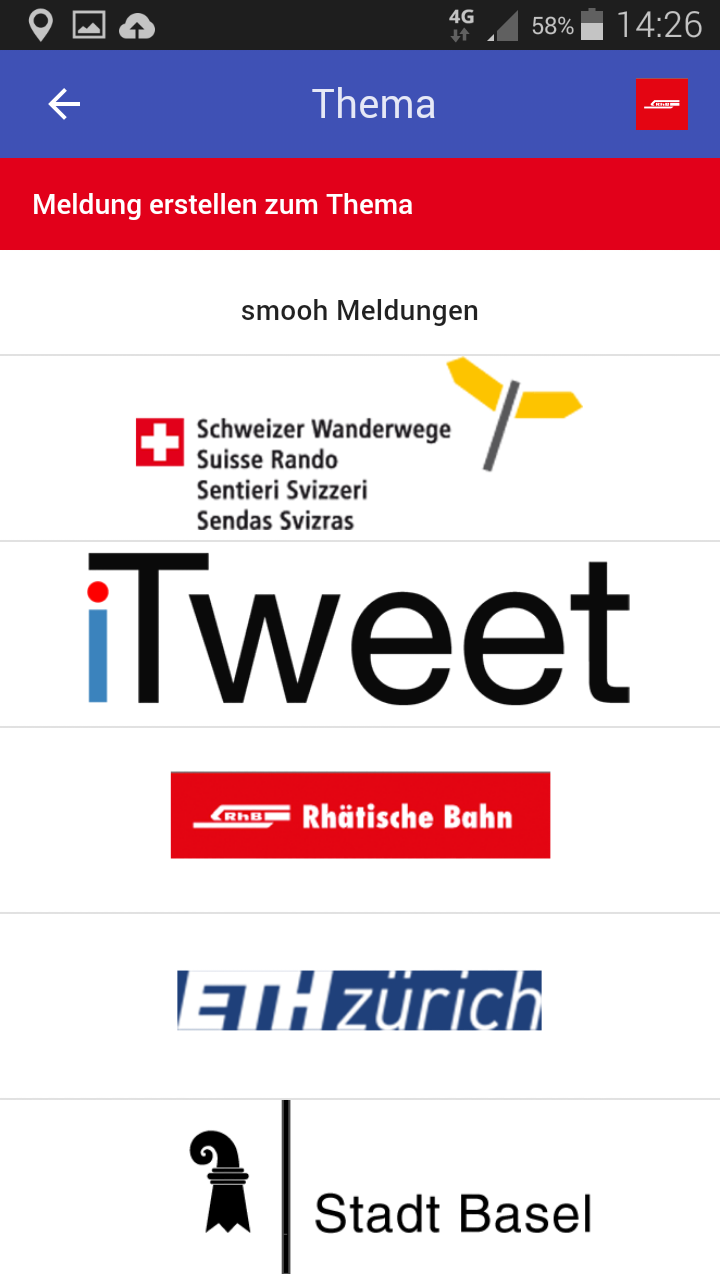 4G 58% 14:26
Thema
RhB
Meldung erstellen zum Thema
smooh Meldungen
Schweizer Wanderwege
Suisse Rando
Sentieri Svizzeri
Sendas Svizras
iTweet
RhB Rhätische Bahn
ETH zürich
Stadt Basel